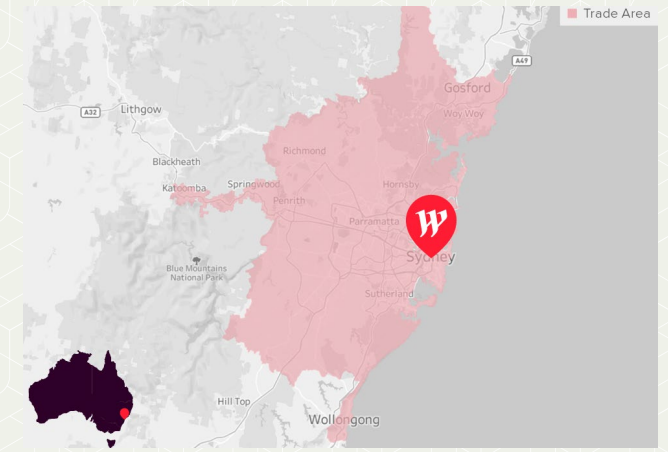 Trade Area
A49
Gosford
Woy Woy
A32
Lithgow
Richmond
Blackheath
Katoomba
Springwood
Hornsby
Penrith
Parramatta
Sydney
Blue Mountains
National Park
Sutherland
Hill Top
Wollongong